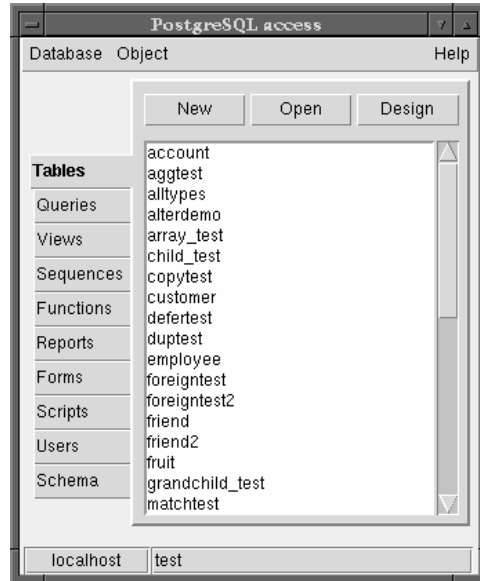 PostgreSQL access
Database Object Help
New Open Design
Tables
Queries
Views
Sequences
Functions
Reports
Forms
Scripts
Users
Schema
account
aggtest
alltypes
alterdemo
array_test
child_test
copytest
customer
defertest
duptest
employee
foreigntest
foreigntest2
friend
friend2
fruit
grandchild_test
matchtest
localhost test